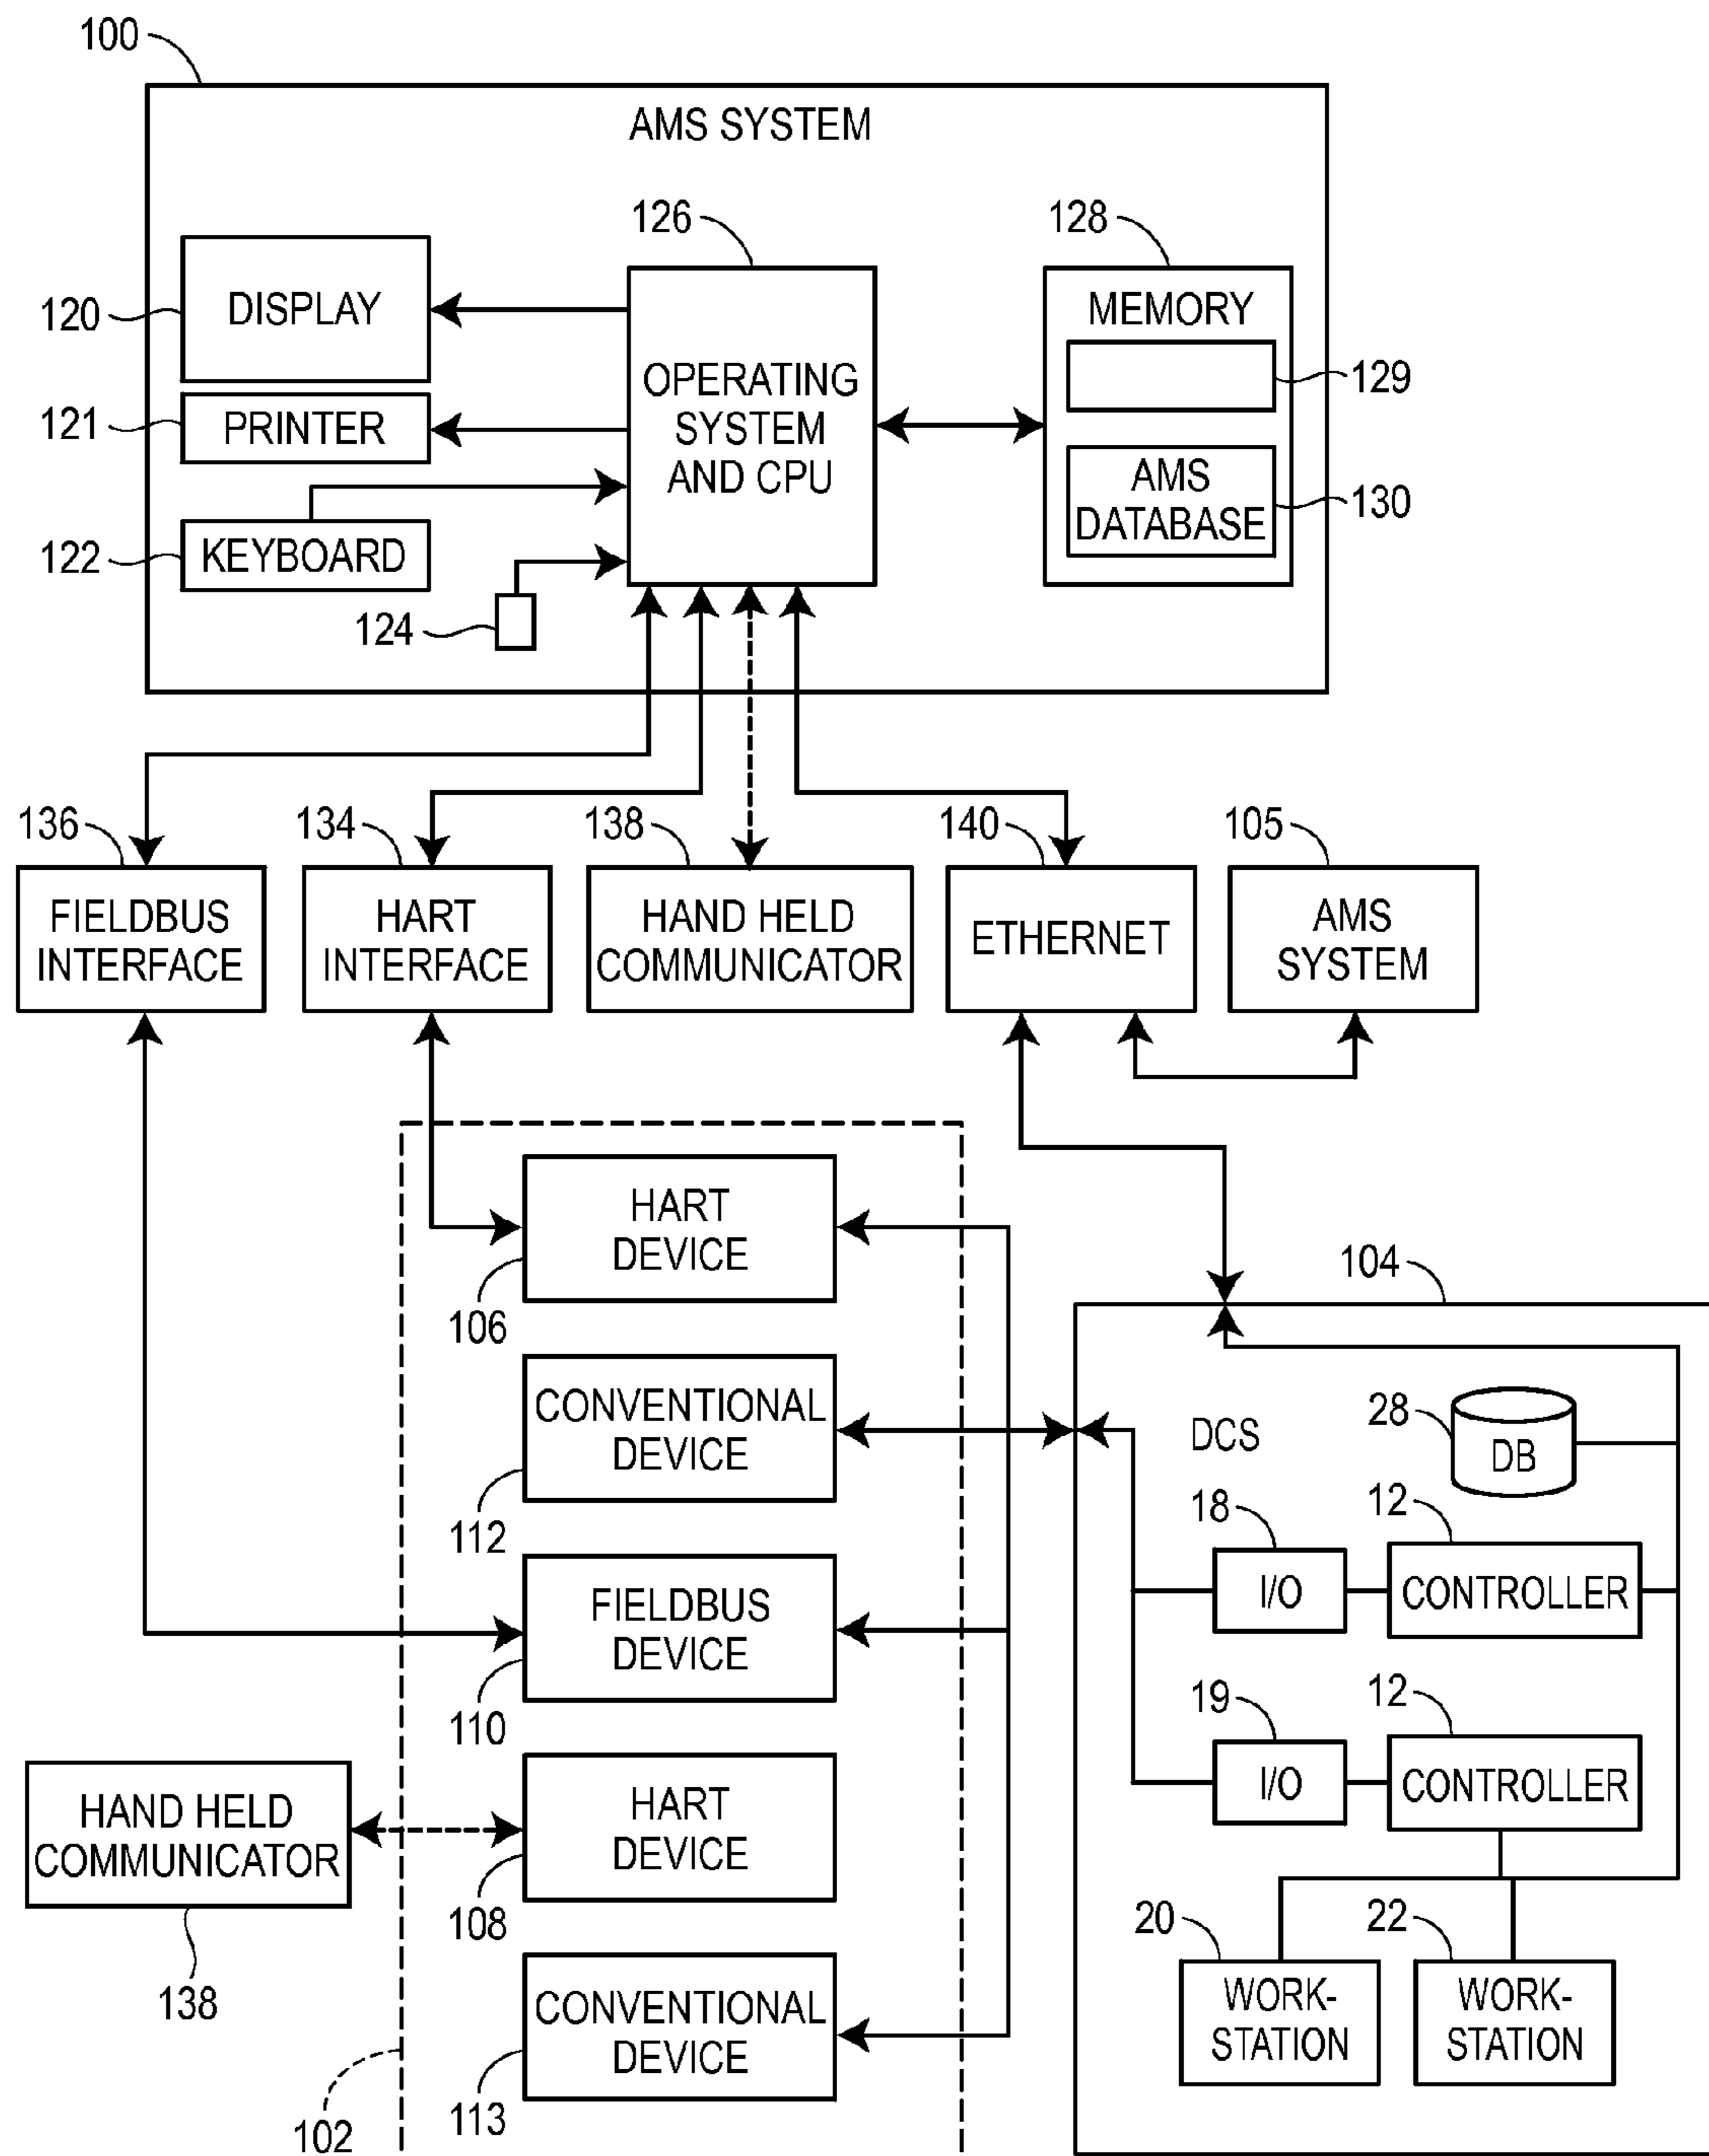 100
AMS SYSTEM
126
128
120
DISPLAY
MEMORY
OPERATING
SYSTEM
AND CPU
129
121
PRINTER
AMS
DATABASE
130
122
KEYBOARD
124
136
134
138
140
105
FIELDBUS
INTERFACE
HART
INTERFACE
HAND HELD
COMMUNICATOR
ETHERNET
AMS
SYSTEM
HART
DEVICE
106
104
CONVENTIONAL
DEVICE
112
DCS
28
DB
18
12
I/O
CONTROLLER
FIELDBUS
DEVICE
110
19
12
I/O
CONTROLLER
HAND HELD
COMMUNICATOR
138
HART
DEVICE
108
20
22
WORK-
STATION
WORK-
STATION
CONVENTIONAL
DEVICE
113
102